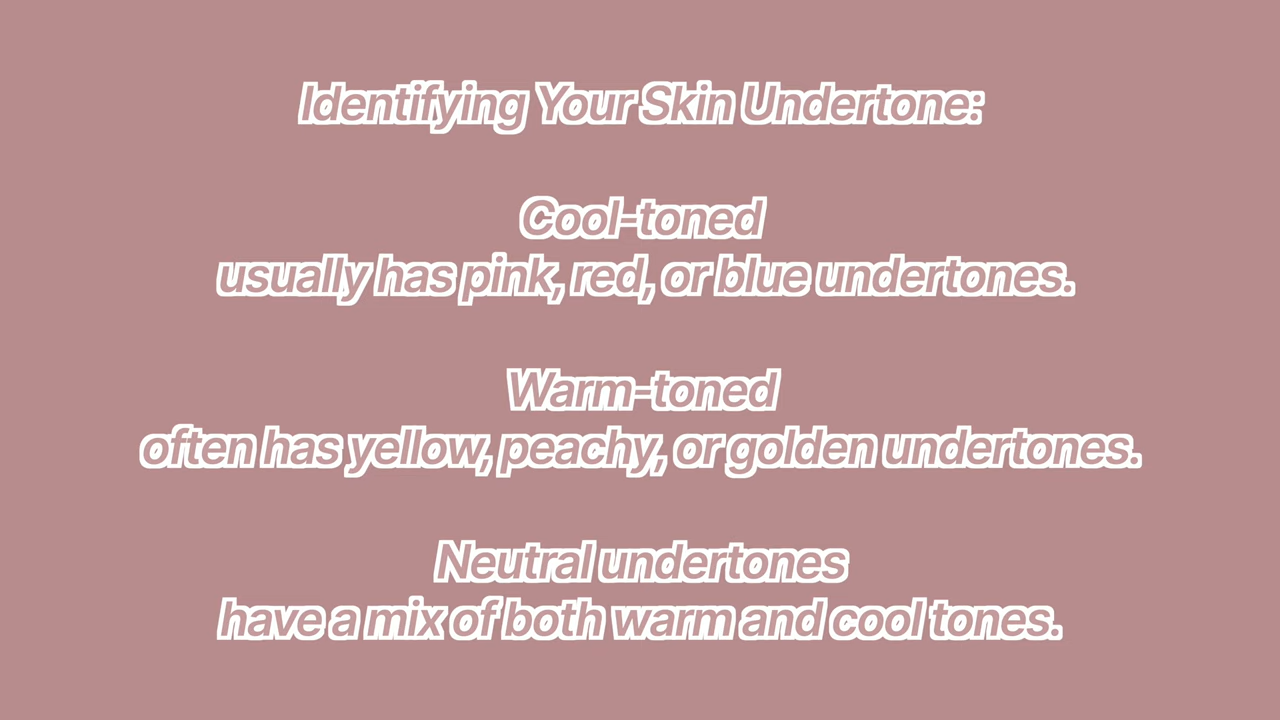 Identifying Your Skin Undertone:
Cool-toned
usually has pink, red, or blue undertones.
Warm-toned
often has yellow, peachy, or golden undertones.
Neutral undertones
have a mix of both warm and cool tones.